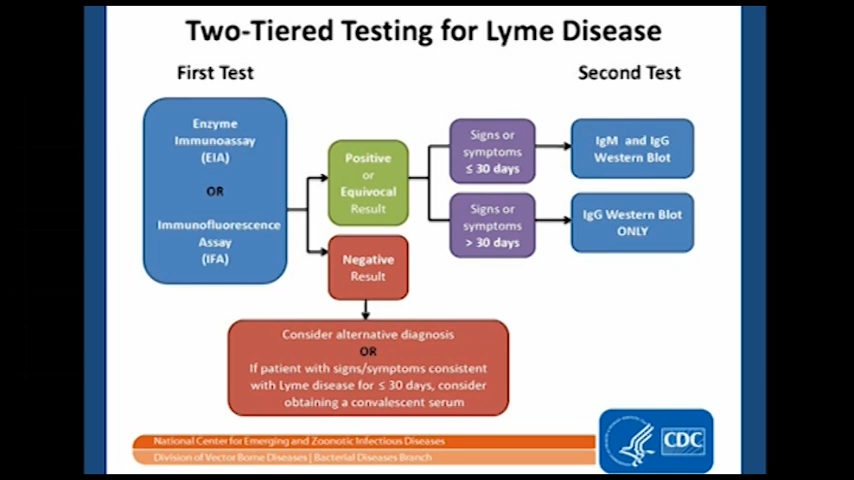 Two-Tiered Testing for Lyme Disease
First Test
Second Test
Enzyme
Immunoassay
(EIA)
OR
Immunofluorescence
Assay
(IFA)
Positive
or
Equivocal
Result
Negative
Result
Signs or
symptoms
≤ 30 days
Signs or
symptoms
> 30 days
IgM and IgG
Western Blot
IgG Western Blot
ONLY
Consider alternative diagnosis
OR
If patient with signs/symptoms consistent
with Lyme disease for ≤ 30 days, consider
obtaining a convalescent serum
National Center for Emerging and Zoonotic Infectious Diseases
Division of Vector Borne Diseases | Bacterial Diseases Branch
CDC